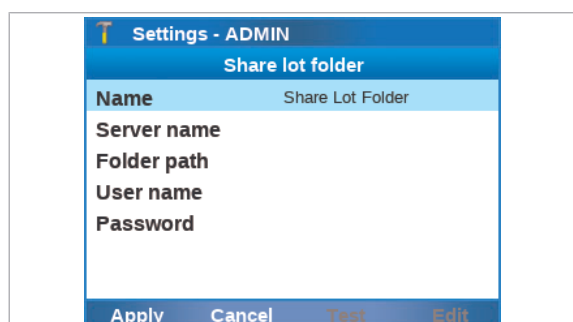 Settings - ADMIN
Share lot folder
Name Share Lot Folder
Server name
Folder path
User name
Password
Apply Cancel Test Edit